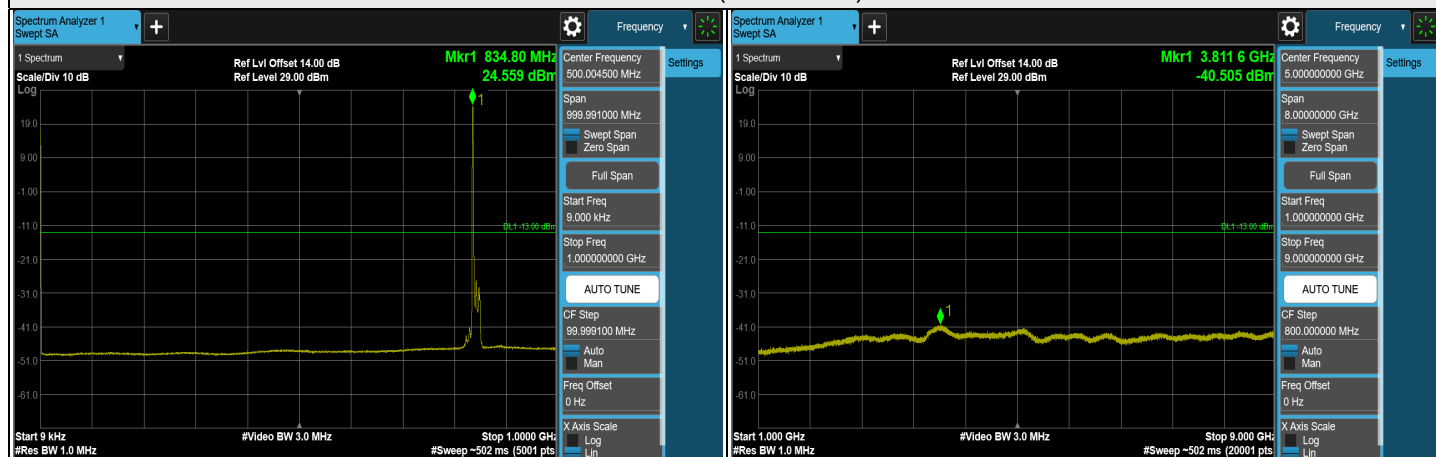 Spectrum Analyzer 1
Swept SA
+
Frequency
1 Spectrum
Scale/Div 10 dB
Log
Ref Lvl Offset 14.00 dB
Ref Level 29.00 dBm
Mkr1 834.80 MHz
24.559 dBm
1
19.0
9.00
-1.00
-11.0
-21.0
-31.0
-41.0
-51.0
-61.0
DL1 -13.00 dBm
Start 9 kHz
#Res BW 1.0 MHz
#Video BW 3.0 MHz
Stop 1.0000 GHz
#Sweep ~502 ms (5001 pts
Center Frequency
500.004500 MHz
Span
999.991000 MHz
Swept Span
Zero Span
Full Span
Start Freq
9.000 kHz
Stop Freq
1.000000000 GHz
AUTO TUNE
CF Step
99.999100 MHz
Auto
Man
Freq Offset
0 Hz
X Axis Scale
Log
Lin
Settings
Spectrum Analyzer 1
Swept SA
+
Frequency
1 Spectrum
Scale/Div 10 dB
Log
Ref Lvl Offset 14.00 dB
Ref Level 29.00 dBm
Mkr1 3.811 6 GHz
-40.505 dBm
1
19.0
9.00
-1.00
-11.0
-21.0
-31.0
-41.0
-51.0
-61.0
DL1 -13.00 dBm
Start 1.000 GHz
#Res BW 1.0 MHz
#Video BW 3.0 MHz
Stop 9.000 GHz
#Sweep ~502 ms (20001 pts
Center Frequency
5.00000000 GHz
Span
8.00000000 GHz
Swept Span
Zero Span
Full Span
Start Freq
1.000000000 GHz
Stop Freq
9.000000000 GHz
AUTO TUNE
CF Step
800.000000 MHz
Auto
Man
Freq Offset
0 Hz
X Axis Scale
Log
Lin
Settings